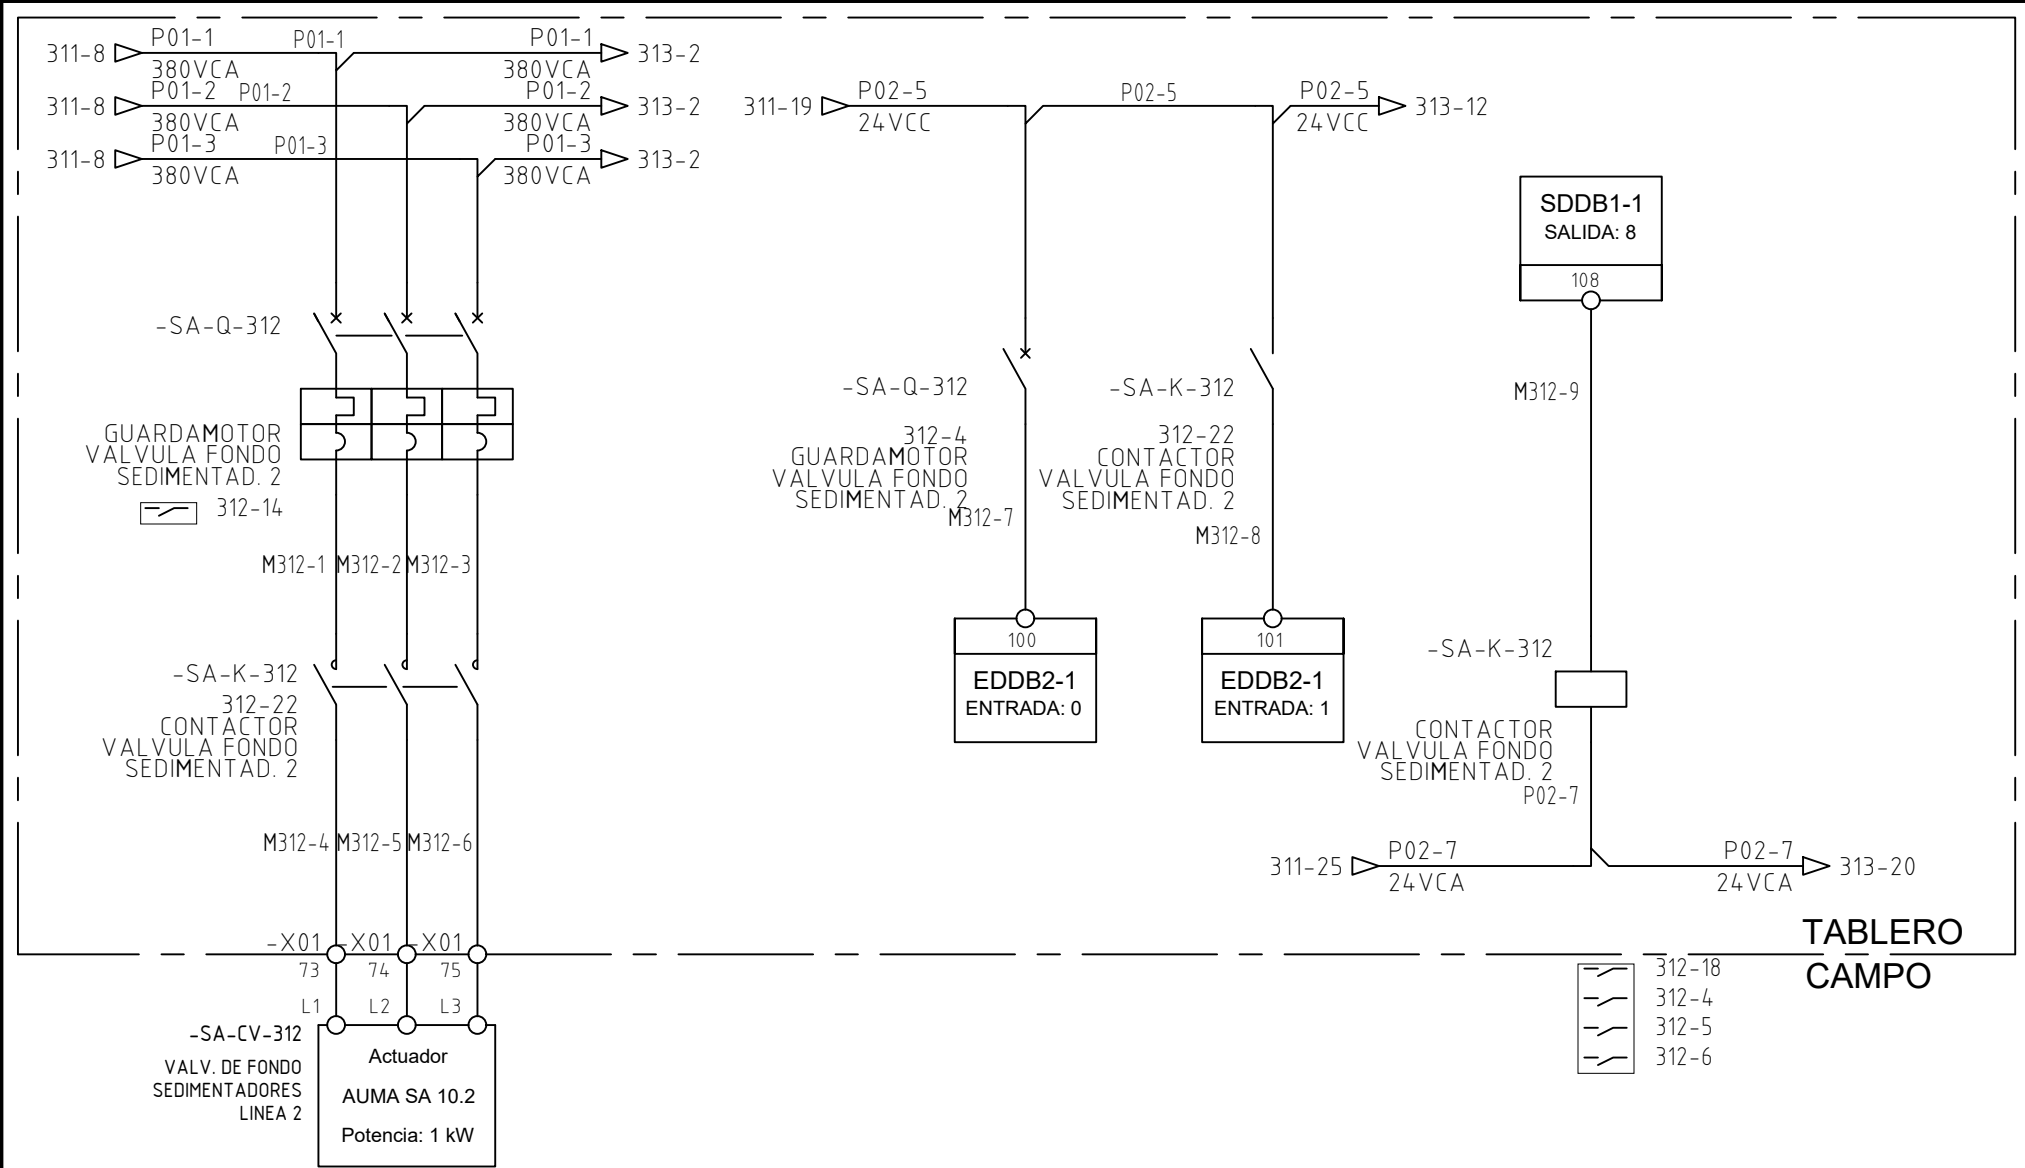 311-8 P01-1 P01-1 P01-1 313-2
380VCA 380VCA
311-8 P01-2 P01-2 P01-2 313-2
380VCA 380VCA
311-8 P01-3 P01-3 P01-3 313-2
380VCA 380VCA
311-19 P02-5 P02-5 P02-5 313-12
24VCC 24VCC
SDDB1-1
SALIDA: 8
108
M312-9
-SA-Q-312
GUARDAMOTOR
VALVULA FONDO
SEDIMENTAD. 2
312-14
M312-1 M312-2 M312-3
-SA-K-312
312-22
CONTACTOR
VALVULA FONDO
SEDIMENTAD. 2
M312-4 M312-5 M312-6
-X01 -X01 -X01
73 74 75
L1 L2 L3
-SA-CV-312
VALV. DE FONDO
SEDIMENTADORES
LINEA 2
Actuador
AUMA SA 10.2
Potencia: 1 kW
-SA-Q-312
312-4
GUARDAMOTOR
VALVULA FONDO
SEDIMENTAD. 2
M312-7
100
EDDB2-1
ENTRADA: 0
-SA-K-312
312-22
CONTACTOR
VALVULA FONDO
SEDIMENTAD. 2
M312-8
101
EDDB2-1
ENTRADA: 1
-SA-K-312
CONTACTOR
VALVULA FONDO
SEDIMENTAD. 2
P02-7
311-25 P02-7 P02-7 313-20
24VCA 24VCA
TABLERO
CAMPO
312-18
312-4
312-5
312-6